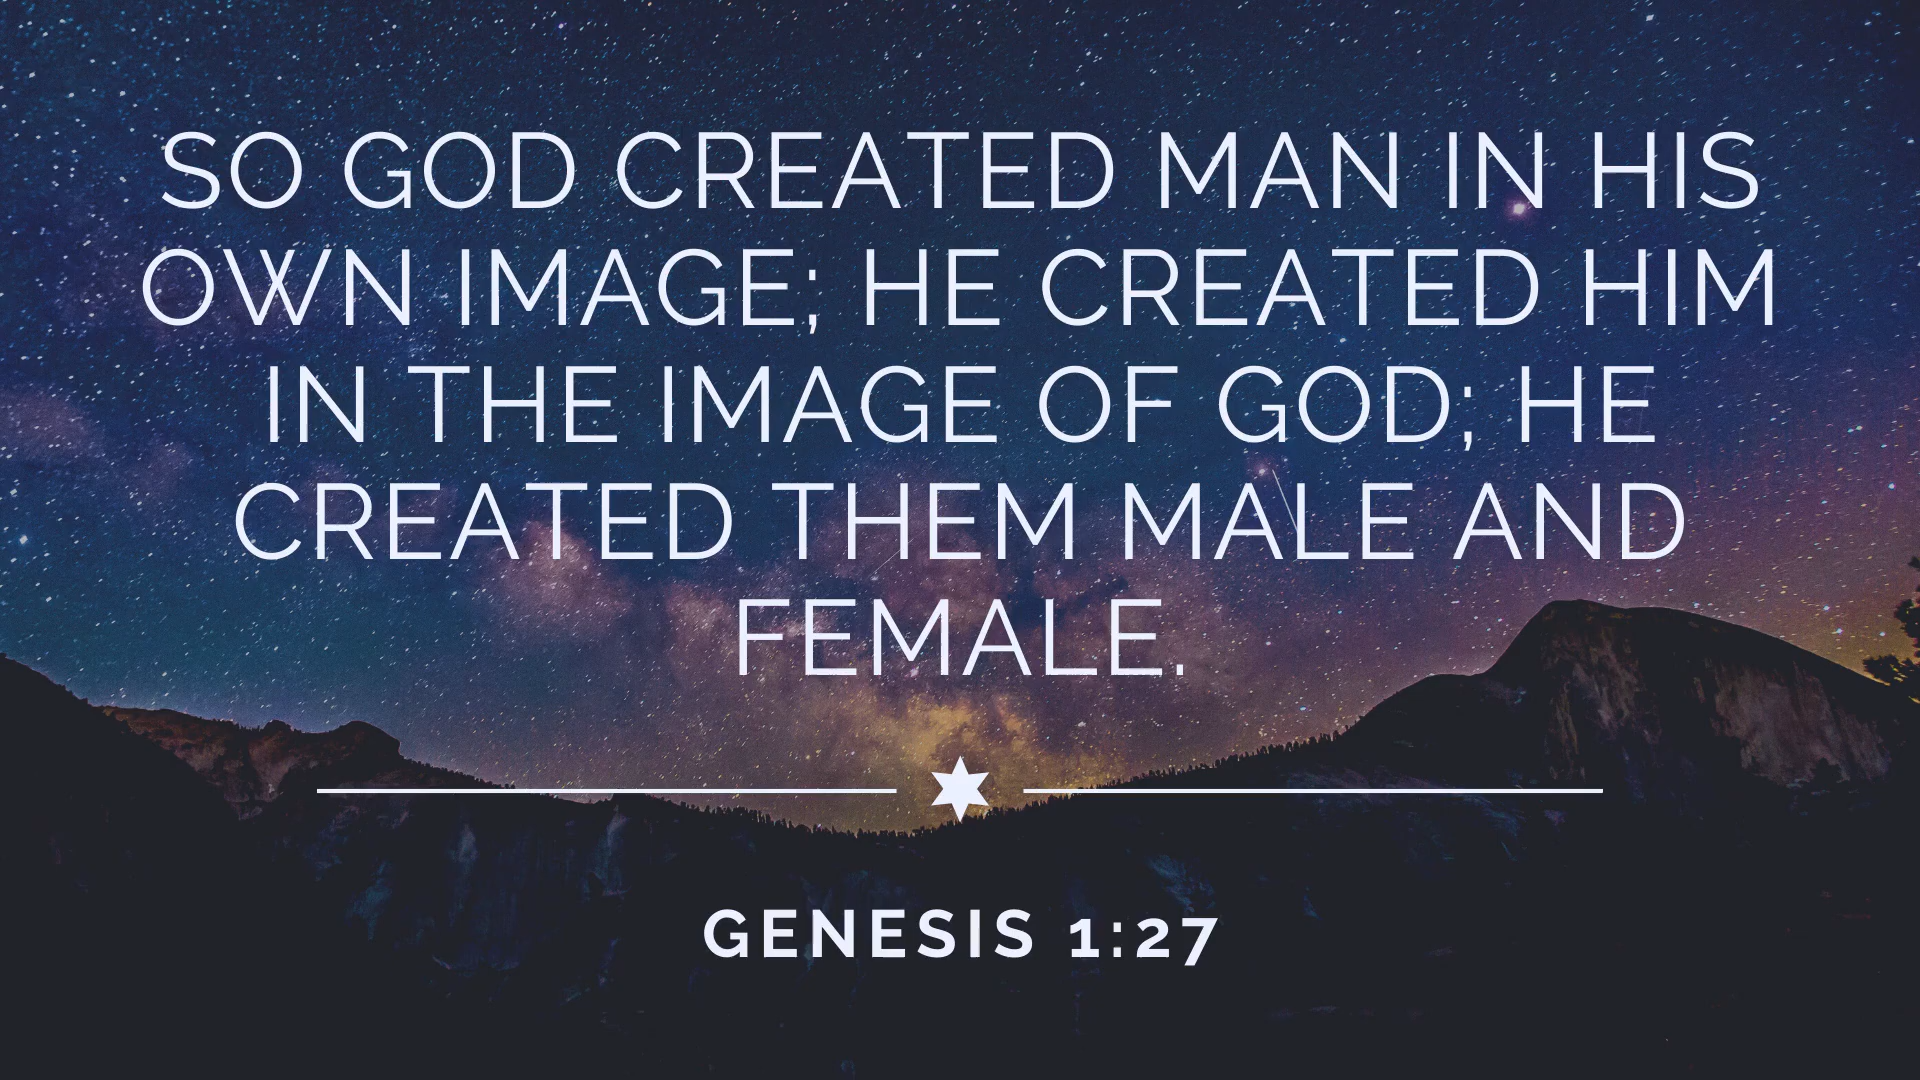 SO GOD CREATED MAN IN HIS
OWN IMAGE; HE CREATED HIM
IN THE IMAGE OF GOD; HE
CREATED THEM MALE AND
FEMALE.
GENESIS 1:27